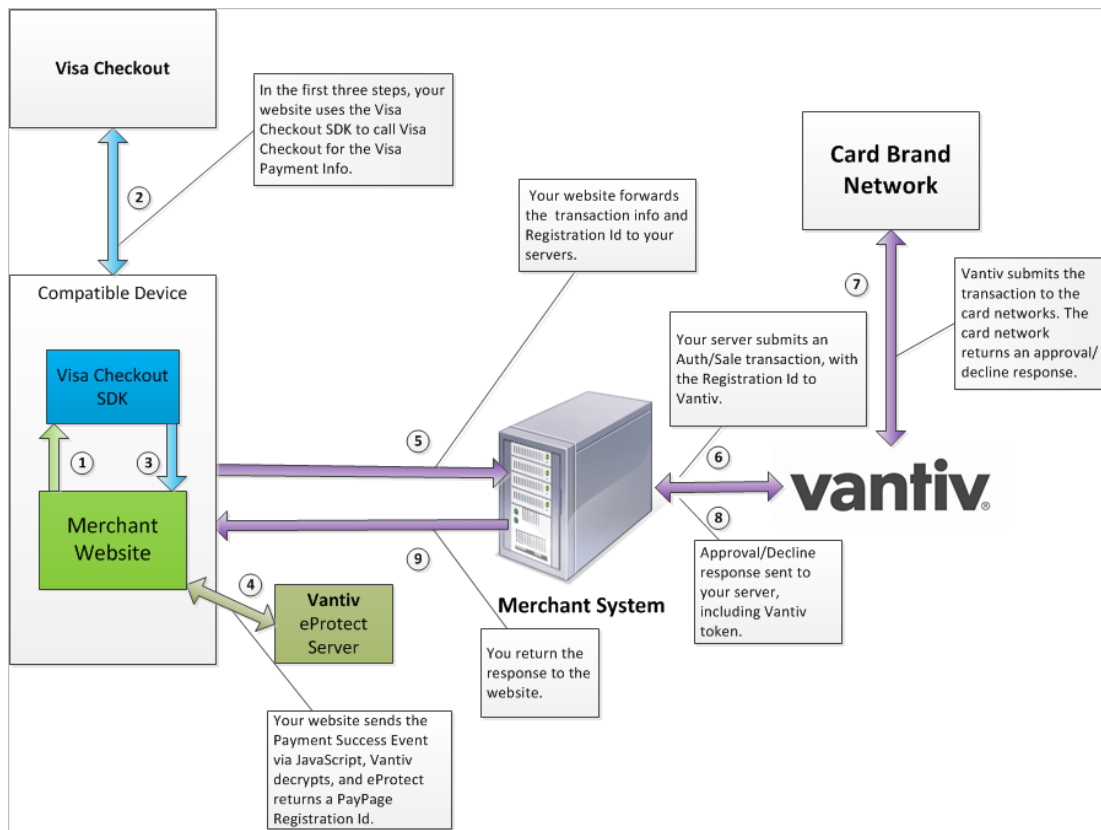 Visa Checkout
In the first three steps, your
website uses the Visa
Checkout SDK to call Visa
Checkout for the Visa
Payment Info.
2
Card Brand
Network
Your website forwards
the transaction info and
Registration Id to your
servers.
7
Vantiv submits the
transaction to the
card networks. The
card network
returns an approval/
decline response.
Compatible Device
Visa Checkout
SDK
1
3
Merchant
Website
Your server submits an
Auth/Sale transaction, with
the Registration Id to
Vantiv.
5
6
vantiv®
8
9
4
Vantiv
eProtect
Server
Merchant System
Approval/Decline
response sent to
your server,
including Vantiv
token.
You return the
response to the
website.
Your website sends the
Payment Success Event
via JavaScript, Vantiv
decrypts, and eProtect
returns a PayPage
Registration Id.